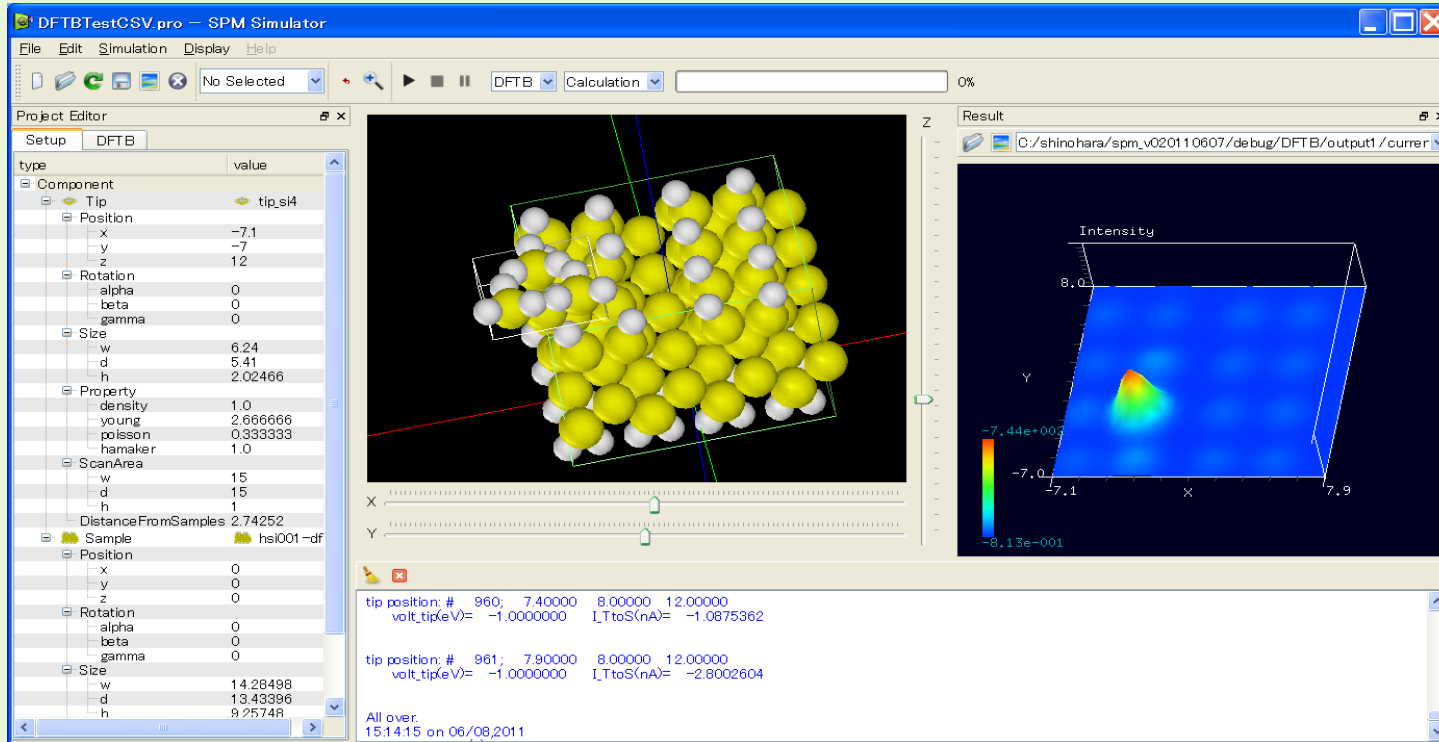 DFTBTestCSV.pro — SPM Simulator
File Edit Simulation Display Help
No Selected DFTB Calculation 0%
Project Editor
Setup DFTB
type value
Component
Tip tip_si4
Position
x -7.1
y -7
z 12
Rotation
alpha 0
beta 0
gamma 0
Size
w 6.24
d 5.41
h 2.02466
Property
density 1.0
young 2.666666
poisson 0.333333
hamaker 1.0
ScanArea
w 15
d 15
h 1
DistanceFromSamples 2.74252
Sample hsi001-df
Position
x 0
y 0
z 0
Rotation
alpha 0
beta 0
gamma 0
Size
w 14.28498
d 13.43396
h 9.25748
Z
X
Y
Result
C:/shinohara/spm_v020110607/debug/DFTB/output1/currer
Intensity
8.0
Y
-7.44e+002
-7.0
-7.1
X
7.9
-8.13e-001
tip position: # 960; 7.40000 8.00000 12.00000
volt_tip(eV)= -1.0000000 I_TtoS(nA)= -1.0875362
tip position: # 961; 7.90000 8.00000 12.00000
volt_tip(eV)= -1.0000000 I_TtoS(nA)= -2.8002604
All over.
15:14:15 on 06/08,2011